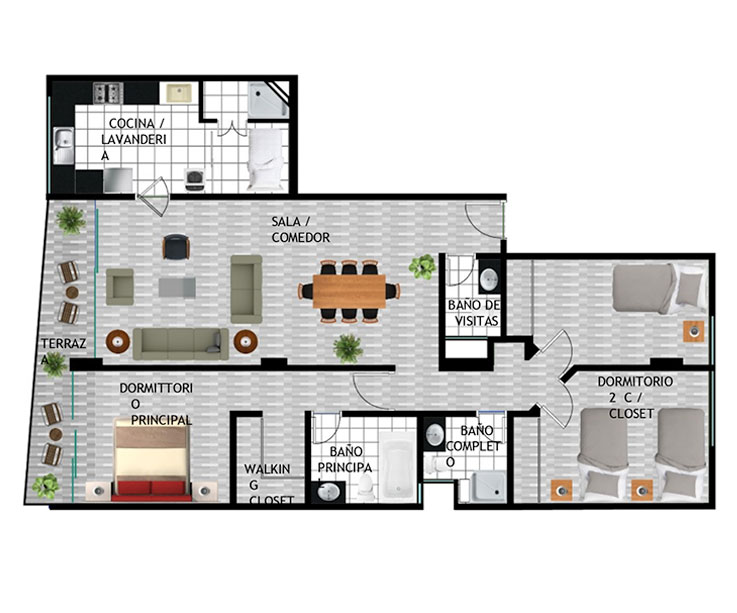 COCINA /
LAVANDERI
A
SALA /
COMEDOR
BAÑO DE
VISITAS
TERRAZ
A
DORMITTORI
O
PRINCIPAL
DORMITORIO
2 C /
CLOSET
BAÑO
PRINCIPA
BAÑO
COMPLET
O
WALKIN
G
CLOSET